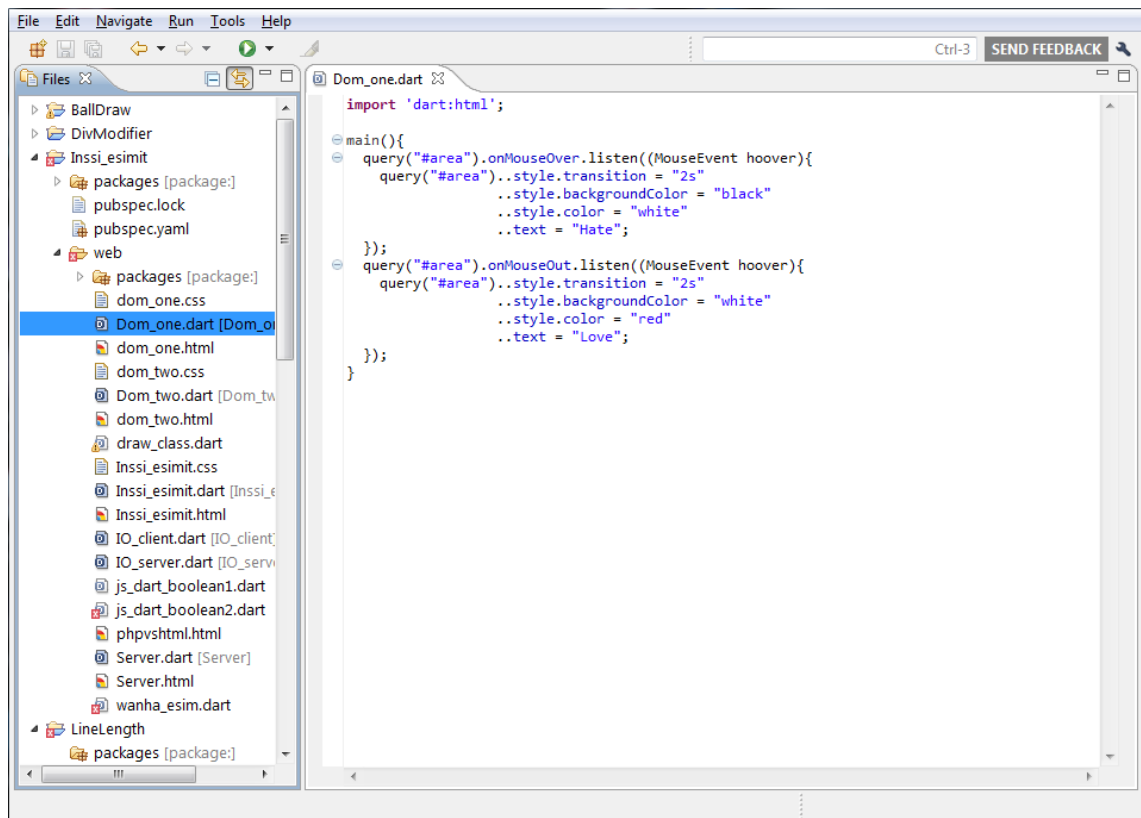 File Edit Navigate Run Tools Help
Ctrl-3 SEND FEEDBACK
Files
BallDraw
DivModifier
Inssi_esimit
packages [package:]
pubspec.lock
pubspec.yaml
web
packages [package:]
dom_one.css
Dom_one.dart [Dom_o
dom_one.html
dom_two.css
Dom_two.dart [Dom_tw
dom_two.html
draw_class.dart
Inssi_esimit.css
Inssi_esimit.dart [Inssi_e
Inssi_esimit.html
IO_client.dart [IO_client]
IO_server.dart [IO_serv
js_dart_boolean1.dart
js_dart_boolean2.dart
phpvshtml.html
Server.dart [Server]
Server.html
wanha_esim.dart
LineLength
packages [package:]
Dom_one.dart
import 'dart:html';
main(){
query("#area").onMouseOver.listen((MouseEvent hoover){
query("#area")..style.transition = "2s"
..style.backgroundColor = "black"
..style.color = "white"
..text = "Hate";
});
query("#area").onMouseOut.listen((MouseEvent hoover){
query("#area")..style.transition = "2s"
..style.backgroundColor = "white"
..style.color = "red"
..text = "Love";
});
}